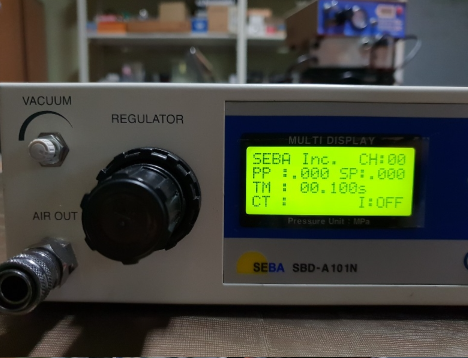 VACUUM
REGULATOR
AIR OUT
MULTI DISPLAY
SEBA Inc. CH:00
PP :.000 SP:.000
TM : 00.100s
CT : I:OFF
Pressure Unit : MPa
SEBA SBD-A101N